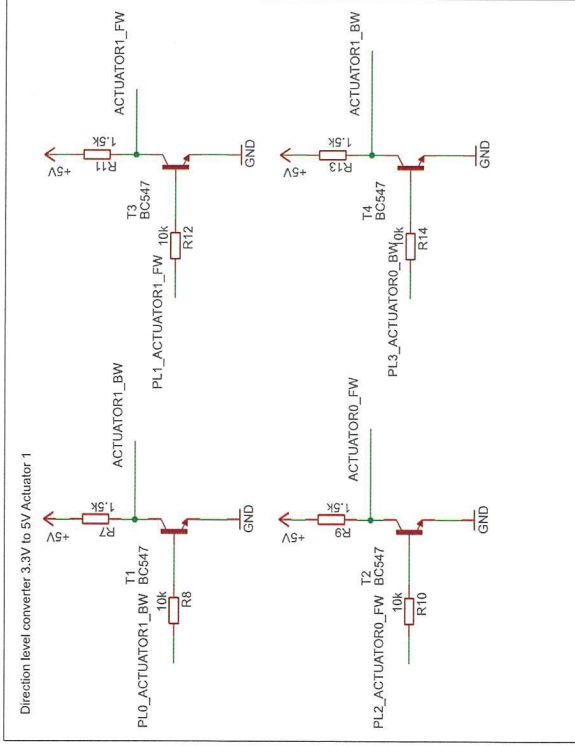 Direction level converter 3.3V to 5V Actuator 1
+5V
R7
1.5k
ACTUATOR1_BW
T1
BC547
PL0_ACTUATOR1_BW
10k
R8
GND
+5V
R11
1.5k
ACTUATOR1_FW
T3
BC547
PL1_ACTUATOR1_FW
10k
R12
GND
+5V
R9
1.5k
ACTUATOR0_FW
T2
BC547
PL2_ACTUATOR0_FW
10k
R10
GND
+5V
R13
1.5k
ACTUATOR1_BW
T4
BC547
PL3_ACTUATOR0_BW
10k
R14
GND